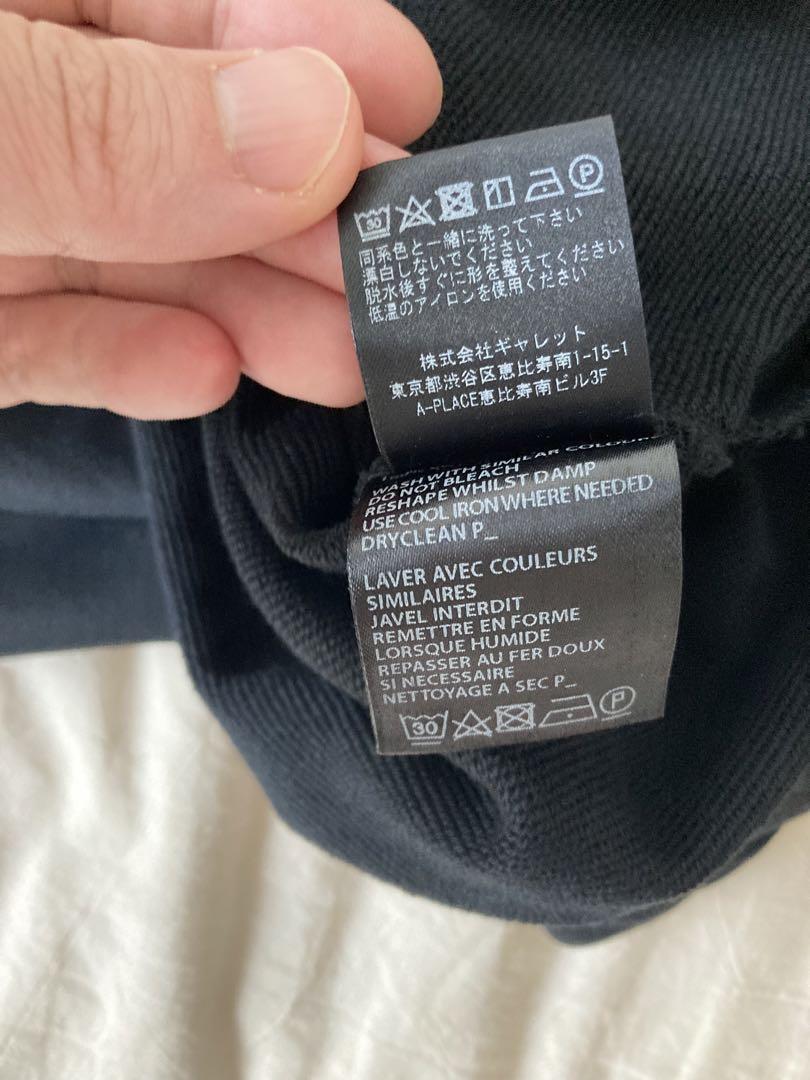 30 P
同系色と一緒に洗って下さい
漂白しないでください
脱水後すぐに形を整えてください
低温のアイロンを使用ください
株式会社ギャレット
東京都渋谷区恵比寿南1-15-1
A-PLACE恵比寿南ビル3F
WASH WITH SIMILAR COLOUR
DO NOT BLEACH
RESHAPE WHILST DAMP
USE COOL IRON WHERE NEEDED
DRYCLEAN P_
LAVER AVEC COULEURS
SIMILAIRES
JAVEL INTERDIT
REMETTRE EN FORME
LORSQUE HUMIDE
REPASSER AU FER DOUX
SI NECESSAIRE
NETTOYAGE A SEC P_
30 P